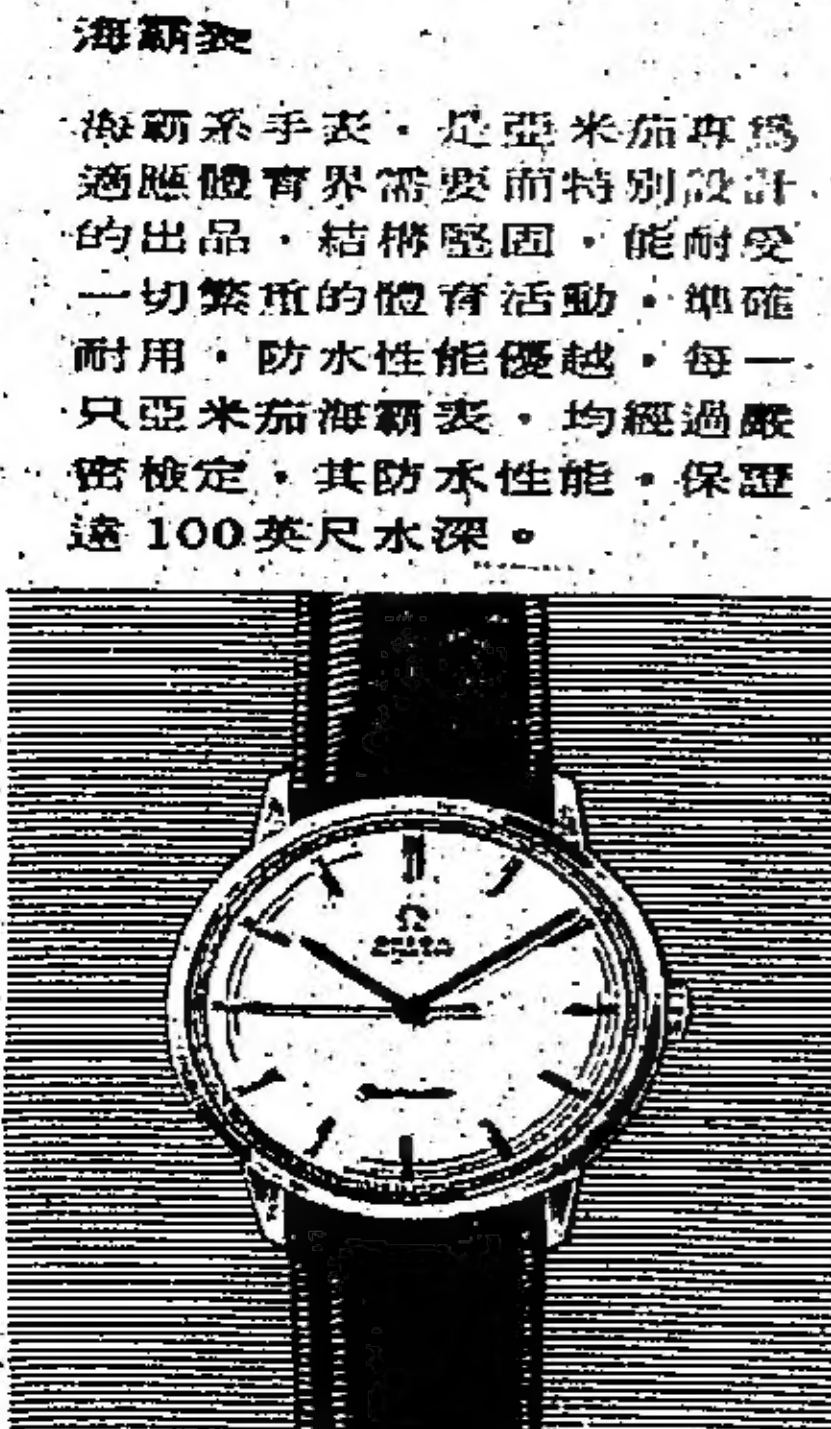 海霸表
海霸系手表，是亞米茄專爲
適應體育界需要而特別設計
的出品，結構堅固，能耐受
一切繁重的體育活動，準確
耐用，防水性能優越，每一
只亞米茄海霸表，均經過嚴
密檢定，其防水性能，保證
達 100 英尺水深。
Ω
OMEGA